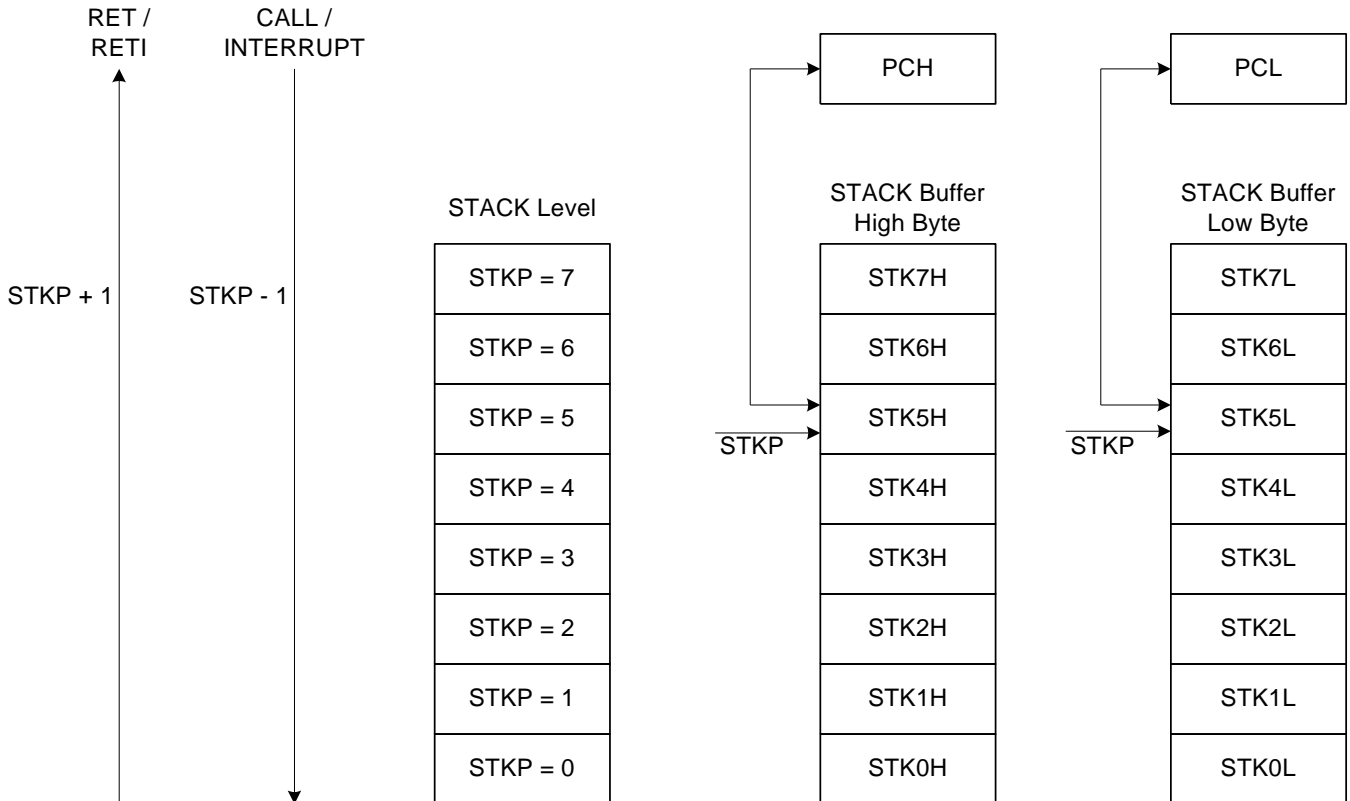 RET /
RETI
CALL /
INTERRUPT
PCH
PCL
STACK Level
STACK Buffer
High Byte
STACK Buffer
Low Byte
STKP + 1
STKP - 1
STKP = 7
STK7H
STK7L
STKP = 6
STK6H
STK6L
STKP = 5
STK5H
STK5L
STKP
STKP
STKP = 4
STK4H
STK4L
STKP = 3
STK3H
STK3L
STKP = 2
STK2H
STK2L
STKP = 1
STK1H
STK1L
STKP = 0
STK0H
STK0L